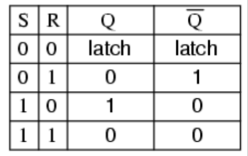 S R Q Q̅
0 0 latch latch
0 1 0 1
1 0 1 0
1 1 0 0